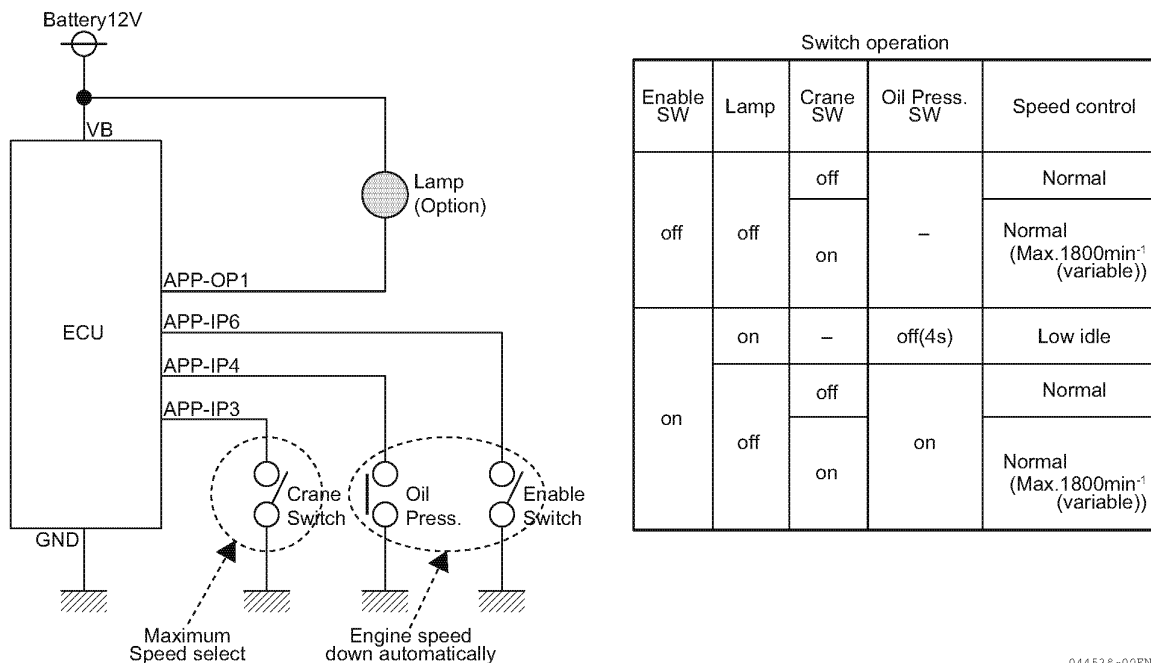 Battery12V
VB
Lamp
(Option)
APP-OP1
APP-IP6
ECU
APP-IP4
APP-IP3
Crane
Switch
Oil
Press.
Enable
Switch
GND
Maximum
Speed select
Engine speed
down automatically
Switch operation
Enable SW Lamp Crane SW Oil Press. SW Speed control
off off off – Normal
on Normal
(Max.1800min-1
(variable))
on on – off(4s) Low idle
off off on Normal
on Normal
(Max.1800min-1
(variable))
044528-00EN